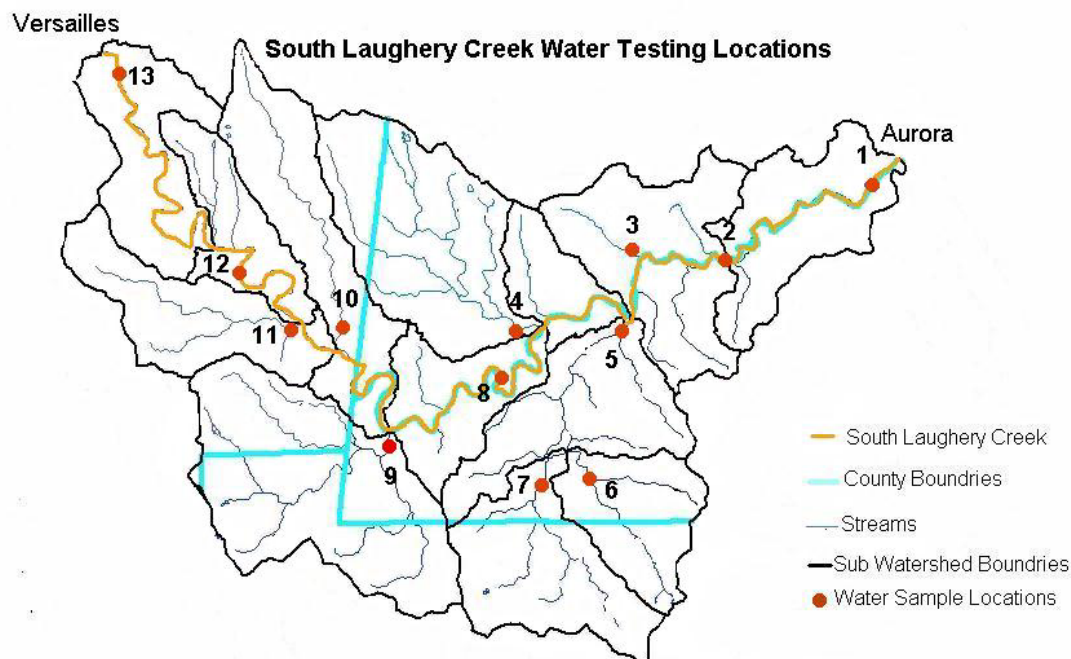 Versailles
South Laughery Creek Water Testing Locations
13
Aurora
1
3
2
12
10
4
11
5
8
9
7
6
South Laughery Creek
County Boundries
Streams
Sub Watershed Boundries
Water Sample Locations